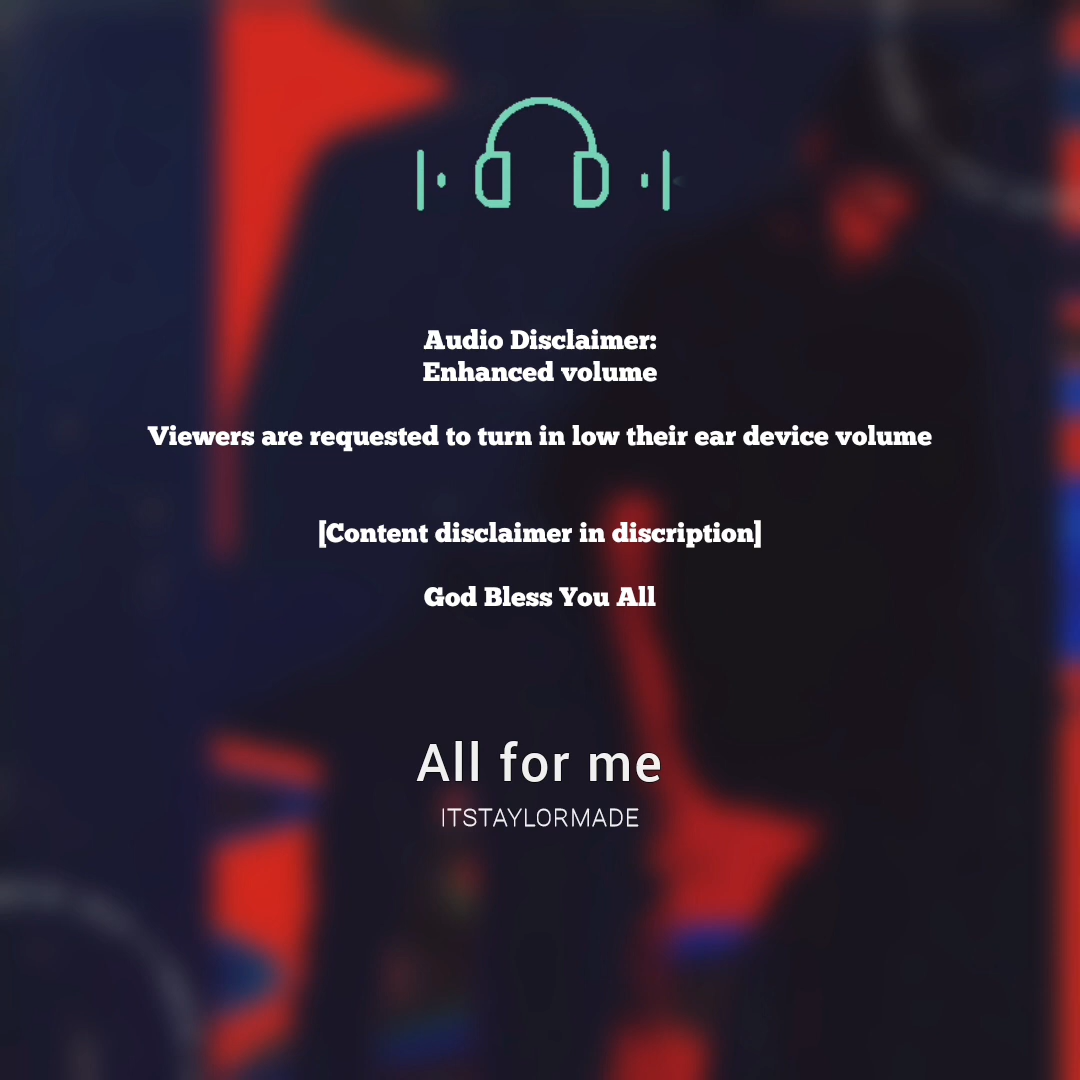 Audio Disclaimer:
Enhanced volume
Viewers are requested to turn in low their ear device volume
[Content disclaimer in discription]
God Bless You All
All for me
ITSTAYLORMADE